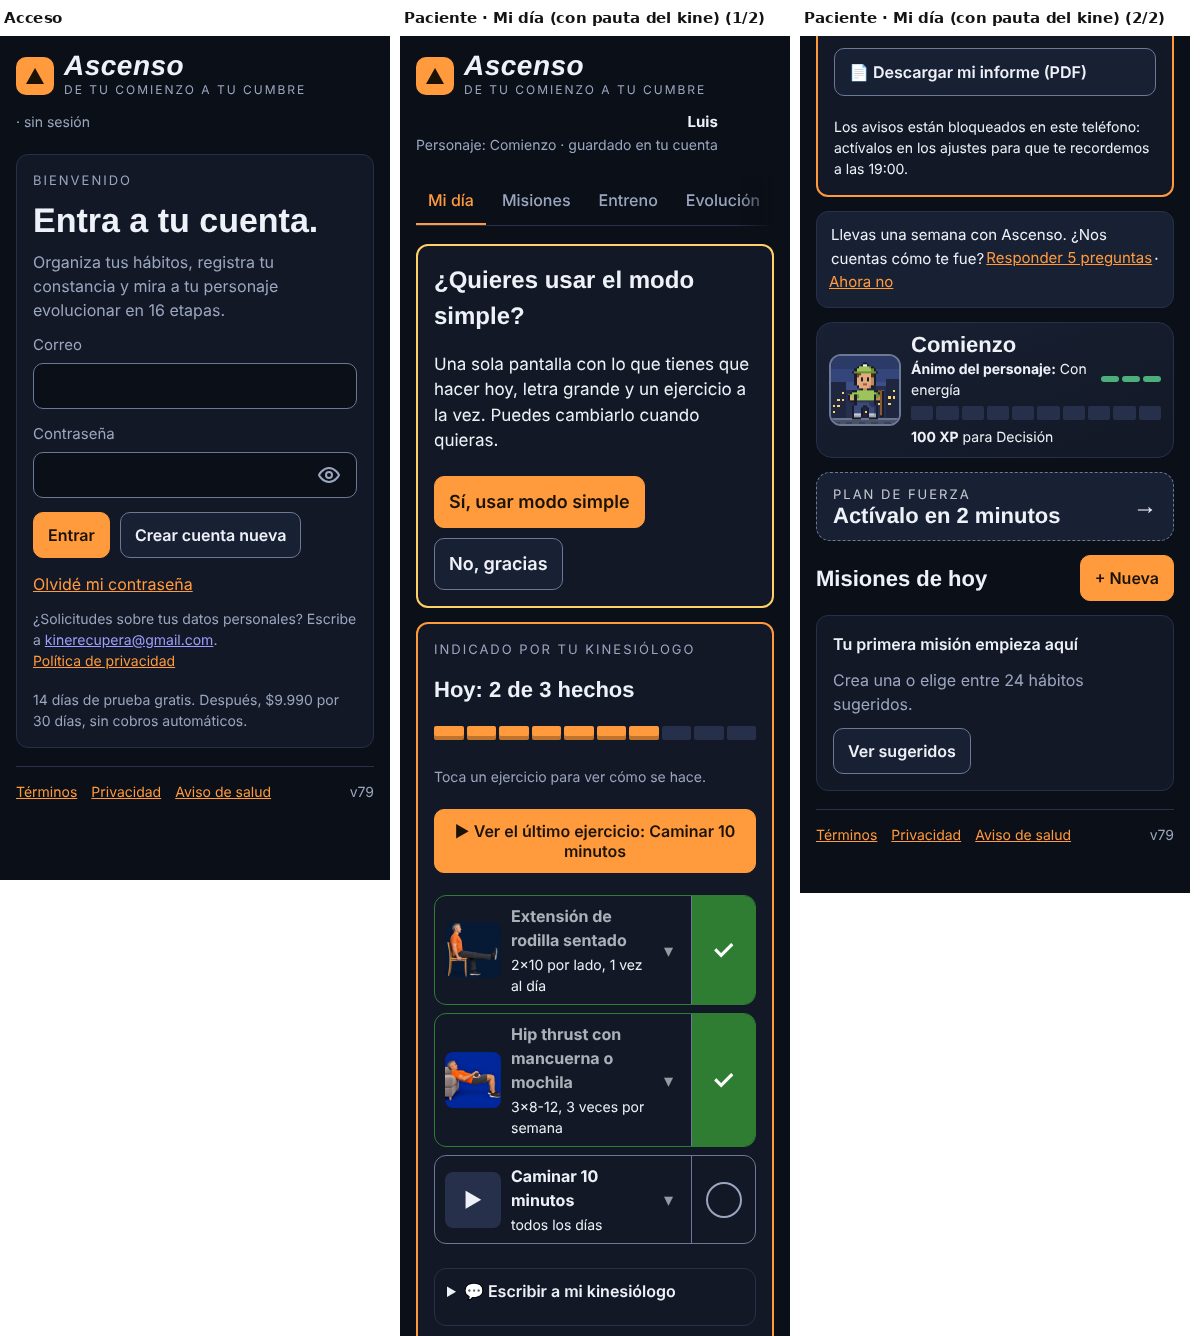 Acceso
Ascenso
DE TU COMIENZO A TU CUMBRE
· sin sesión
BIENVENIDO
Entra a tu cuenta.
Organiza tus hábitos, registra tu
constancia y mira a tu personaje
evolucionar en 16 etapas.
Correo
Contraseña
Entrar
Crear cuenta nueva
Olvidé mi contraseña
¿Solicitudes sobre tus datos personales? Escribe
a kinerecupera@gmail.com.
Política de privacidad
14 días de prueba gratis. Después, $9.990 por
30 días, sin cobros automáticos.
Términos Privacidad Aviso de salud v79
Paciente · Mi día (con pauta del kine) (1/2)
Ascenso
DE TU COMIENZO A TU CUMBRE
Luis
Personaje: Comienzo · guardado en tu cuenta
Mi día Misiones Entreno Evolución
¿Quieres usar el modo
simple?
Una sola pantalla con lo que tienes que
hacer hoy, letra grande y un ejercicio a
la vez. Puedes cambiarlo cuando
quieras.
Sí, usar modo simple
No, gracias
INDICADO POR TU KINESIÓLOGO
Hoy: 2 de 3 hechos
Toca un ejercicio para ver cómo se hace.
▶ Ver el último ejercicio: Caminar 10
minutos
Extensión de
rodilla sentado
2×10 por lado, 1 vez
al día
Hip thrust con
mancuerna o
mochila
3×8-12, 3 veces por
semana
Caminar 10
minutos
todos los días
▶ 💬 Escribir a mi kinesiólogo
Paciente · Mi día (con pauta del kine) (2/2)
📄 Descargar mi informe (PDF)
Los avisos están bloqueados en este teléfono:
actívalos en los ajustes para que te recordemos
a las 19:00.
Llevas una semana con Ascenso. ¿Nos
cuentas cómo te fue? Responder 5 preguntas ·
Ahora no
Comienzo
Ánimo del personaje: Con
energía
100 XP para Decisión
PLAN DE FUERZA
Actívalo en 2 minutos →
Misiones de hoy
+ Nueva
Tu primera misión empieza aquí
Crea una o elige entre 24 hábitos
sugeridos.
Ver sugeridos
Términos Privacidad Aviso de salud v79